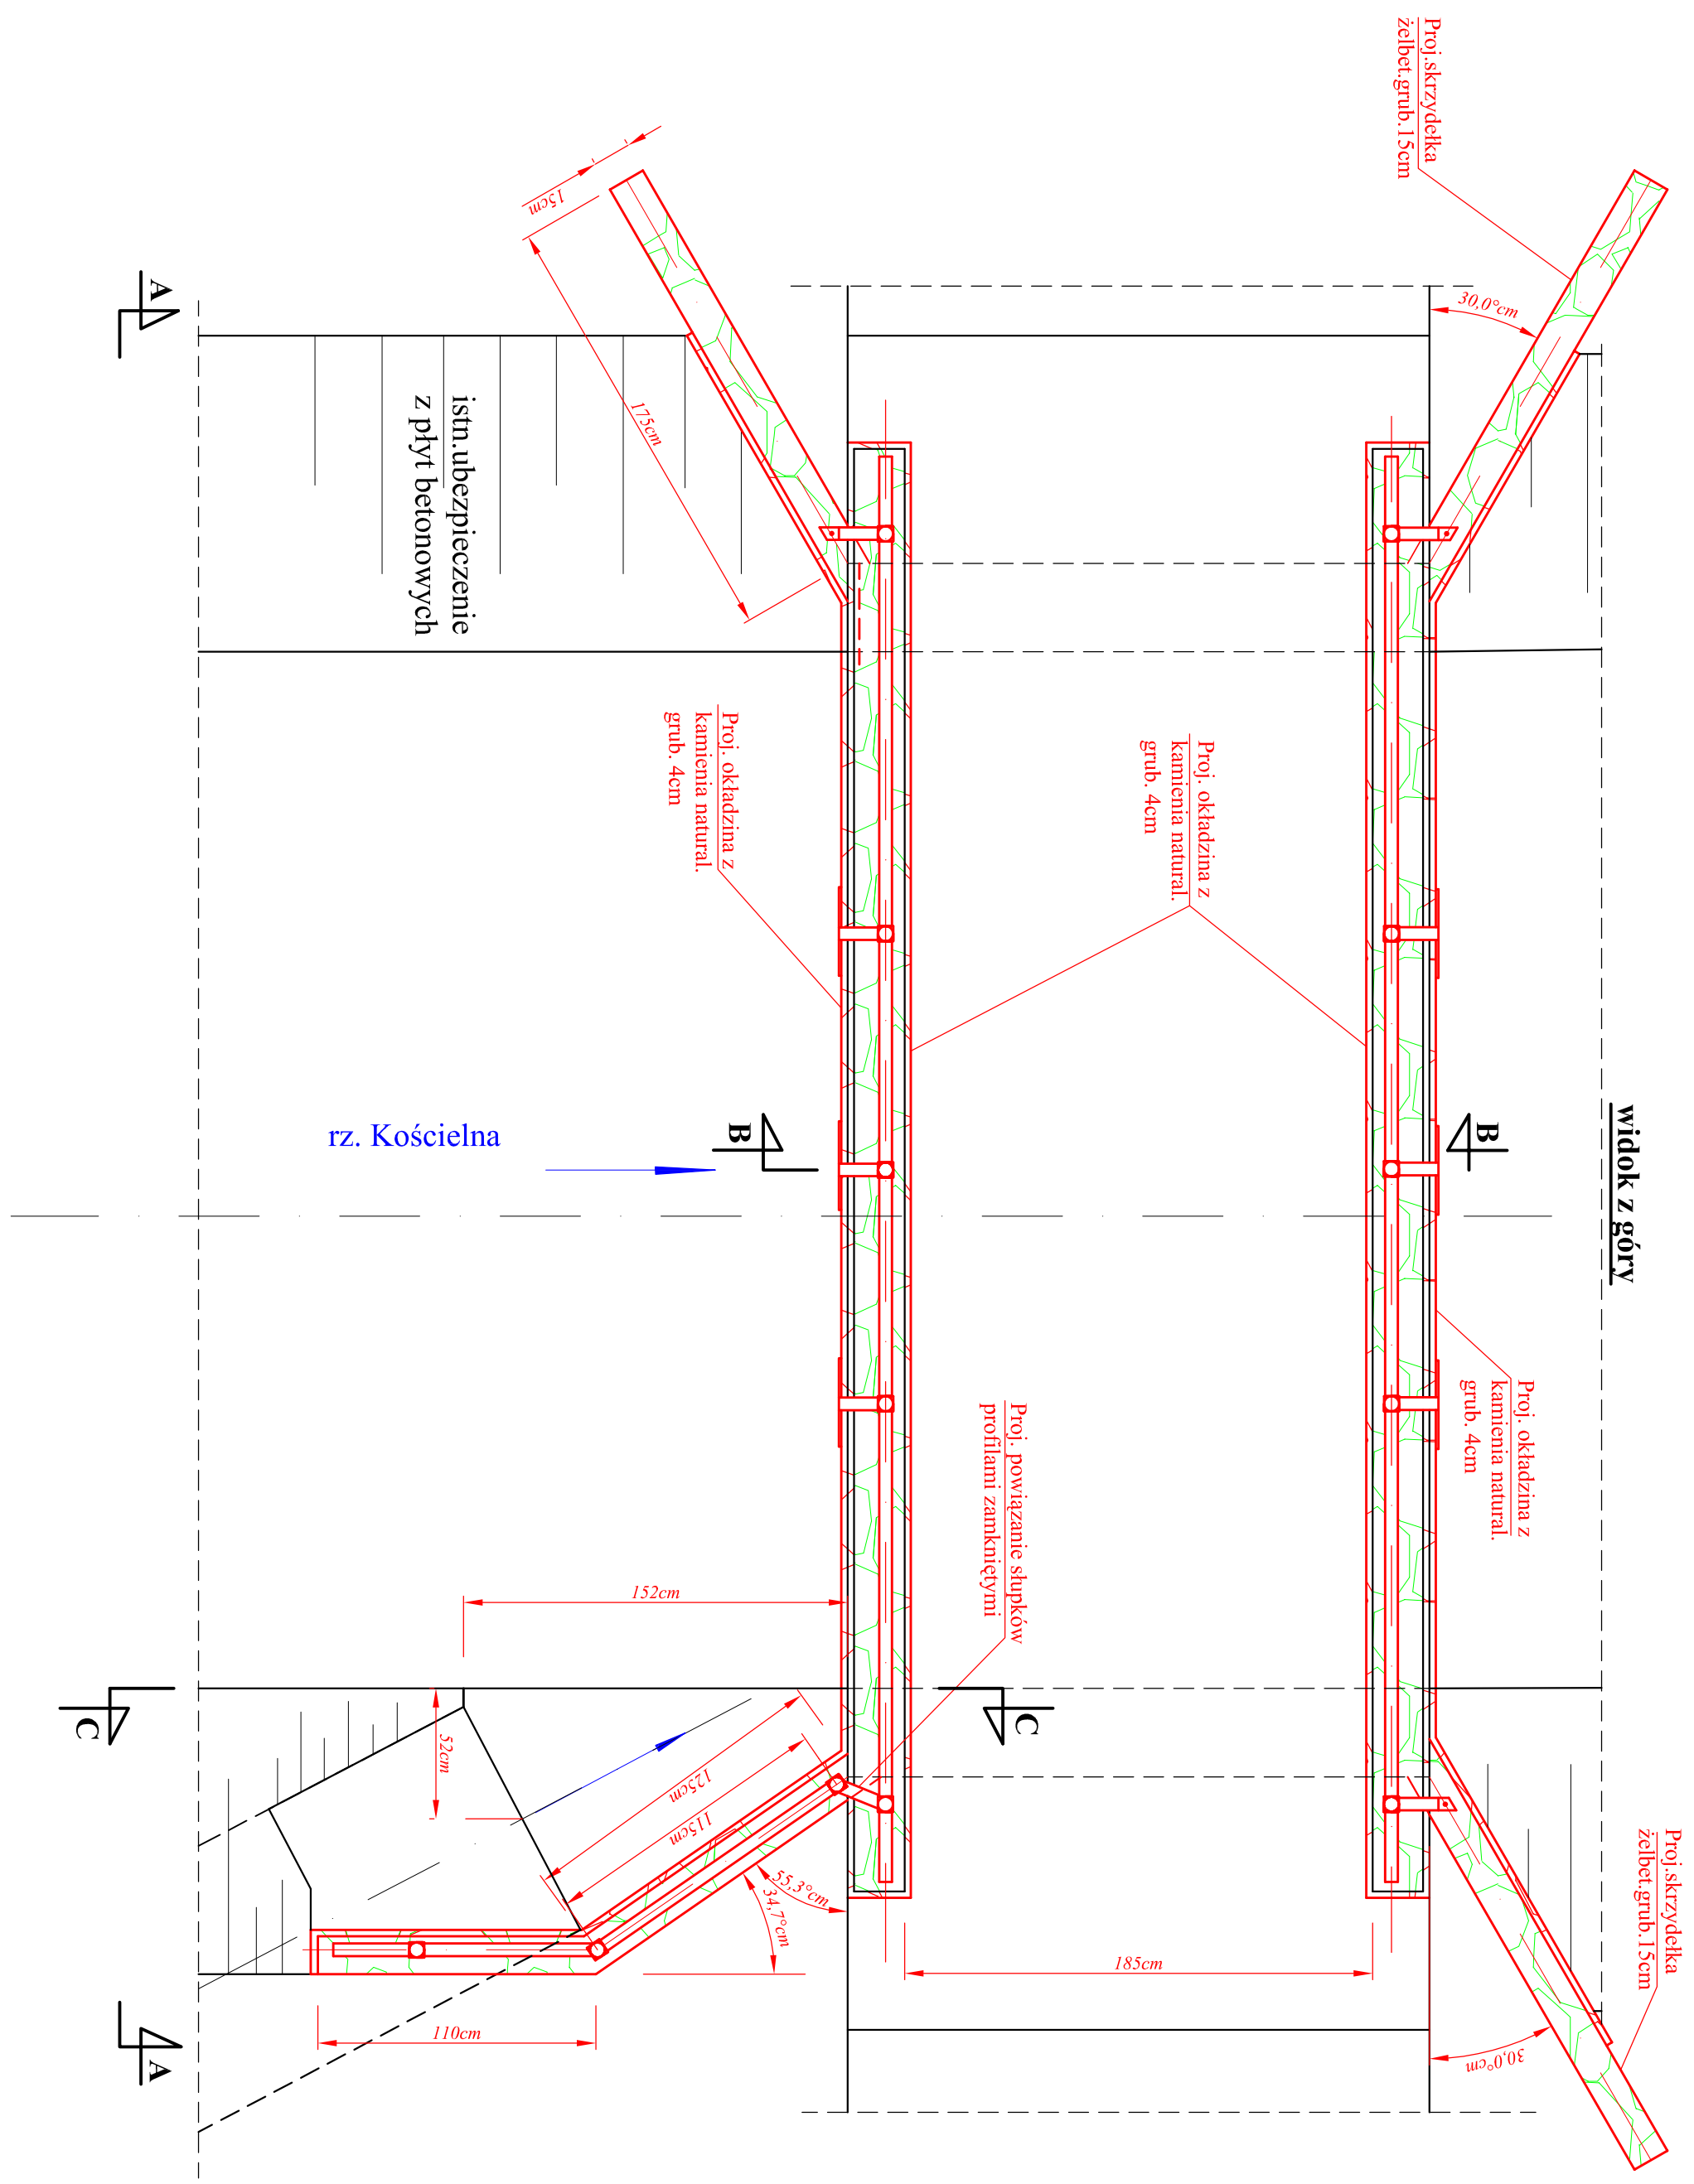 widok z góry
Proj.skrzydełka
żelbet.grub.15cm
30,0°cm
15cm
175cm
A
istn.ubezpieczenie
z płyt betonowych
Proj. okładzina z
kamienia natural.
grub. 4cm
Proj. okładzina z
kamienia natural.
grub. 4cm
B
B
rz. Kościelna
Proj. okładzina z
kamienia natural.
grub. 4cm
Proj. powiązanie słupków
profilami zamkniętymi
152cm
C
C
52cm
125cm
115cm
55,3°cm
34,7°cm
185cm
110cm
Proj.skrzydełka
żelbet.grub.15cm
30,0°cm
A